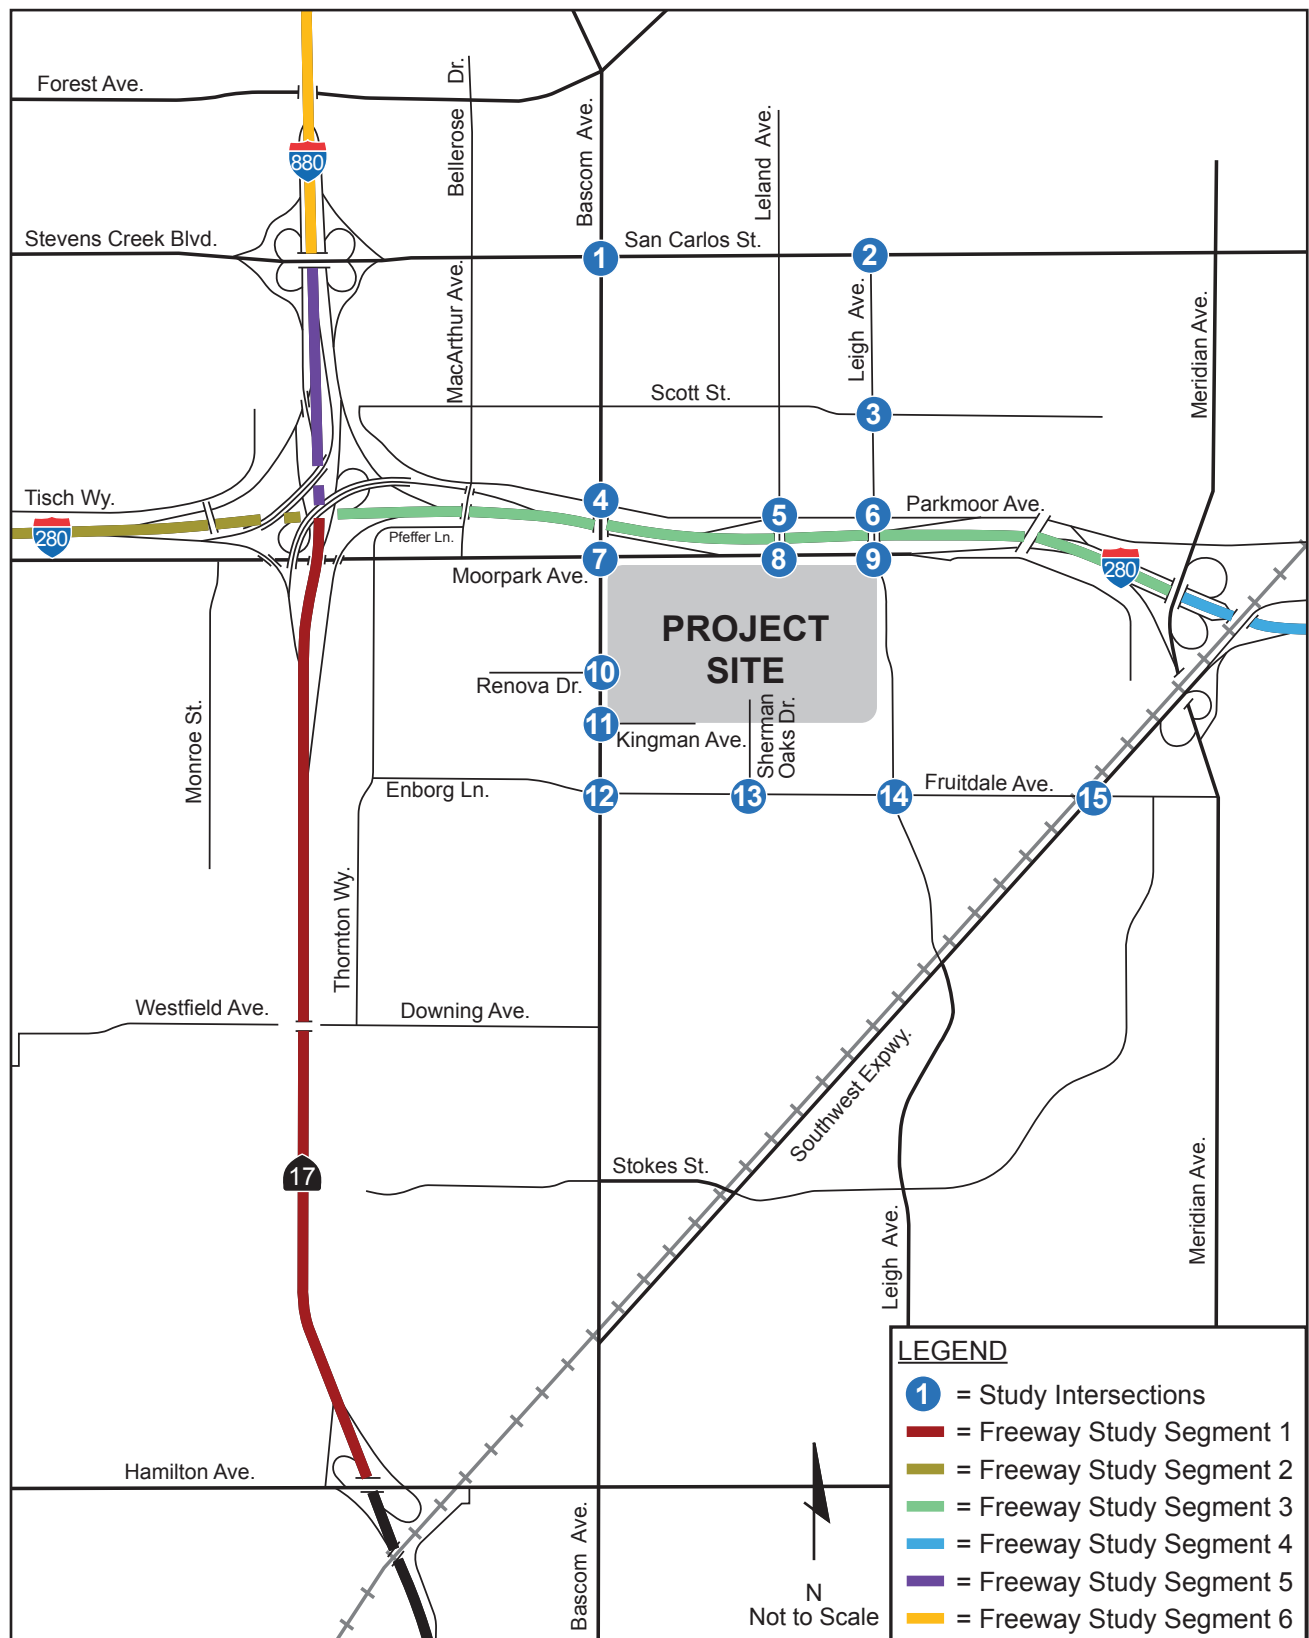 Forest Ave.
Bellerose Dr.
Bascom Ave.
Leland Ave.
880
Stevens Creek Blvd.
San Carlos St.
1
2
MacArthur Ave.
Leigh Ave.
Meridian Ave.
Scott St.
3
Tisch Wy.
4
5
6
Parkmoor Ave.
280
Pfeffer Ln.
Moorpark Ave.
7
8
9
280
PROJECT
SITE
Renova Dr.
10
11
Kingman Ave.
Sherman
Oaks Dr.
Monroe St.
Enborg Ln.
12
13
14
Fruitdale Ave.
15
Thornton Wy.
Westfield Ave.
Downing Ave.
Southwest Expwy.
17
Stokes St.
Leigh Ave.
Meridian Ave.
Hamilton Ave.
Bascom Ave.
N
Not to Scale
LEGEND
1 = Study Intersections
= Freeway Study Segment 1
= Freeway Study Segment 2
= Freeway Study Segment 3
= Freeway Study Segment 4
= Freeway Study Segment 5
= Freeway Study Segment 6